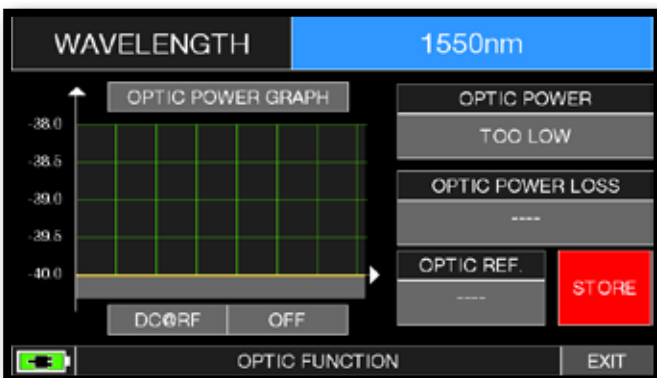 WAVELENGTH 1550nm
OPTIC POWER GRAPH
-38.0
-38.5
-39.0
-39.5
-40.0
DC@RF OFF
OPTIC POWER
TOO LOW
OPTIC POWER LOSS
----
OPTIC REF.
----
STORE
OPTIC FUNCTION
EXIT